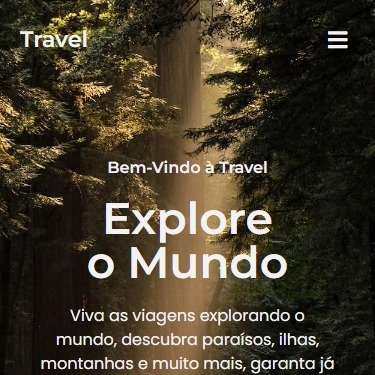 Travel
Bem-Vindo à Travel
Explore
o Mundo
Viva as viagens explorando o
mundo, descubra paraísos, ilhas,
montanhas e muito mais, garanta já